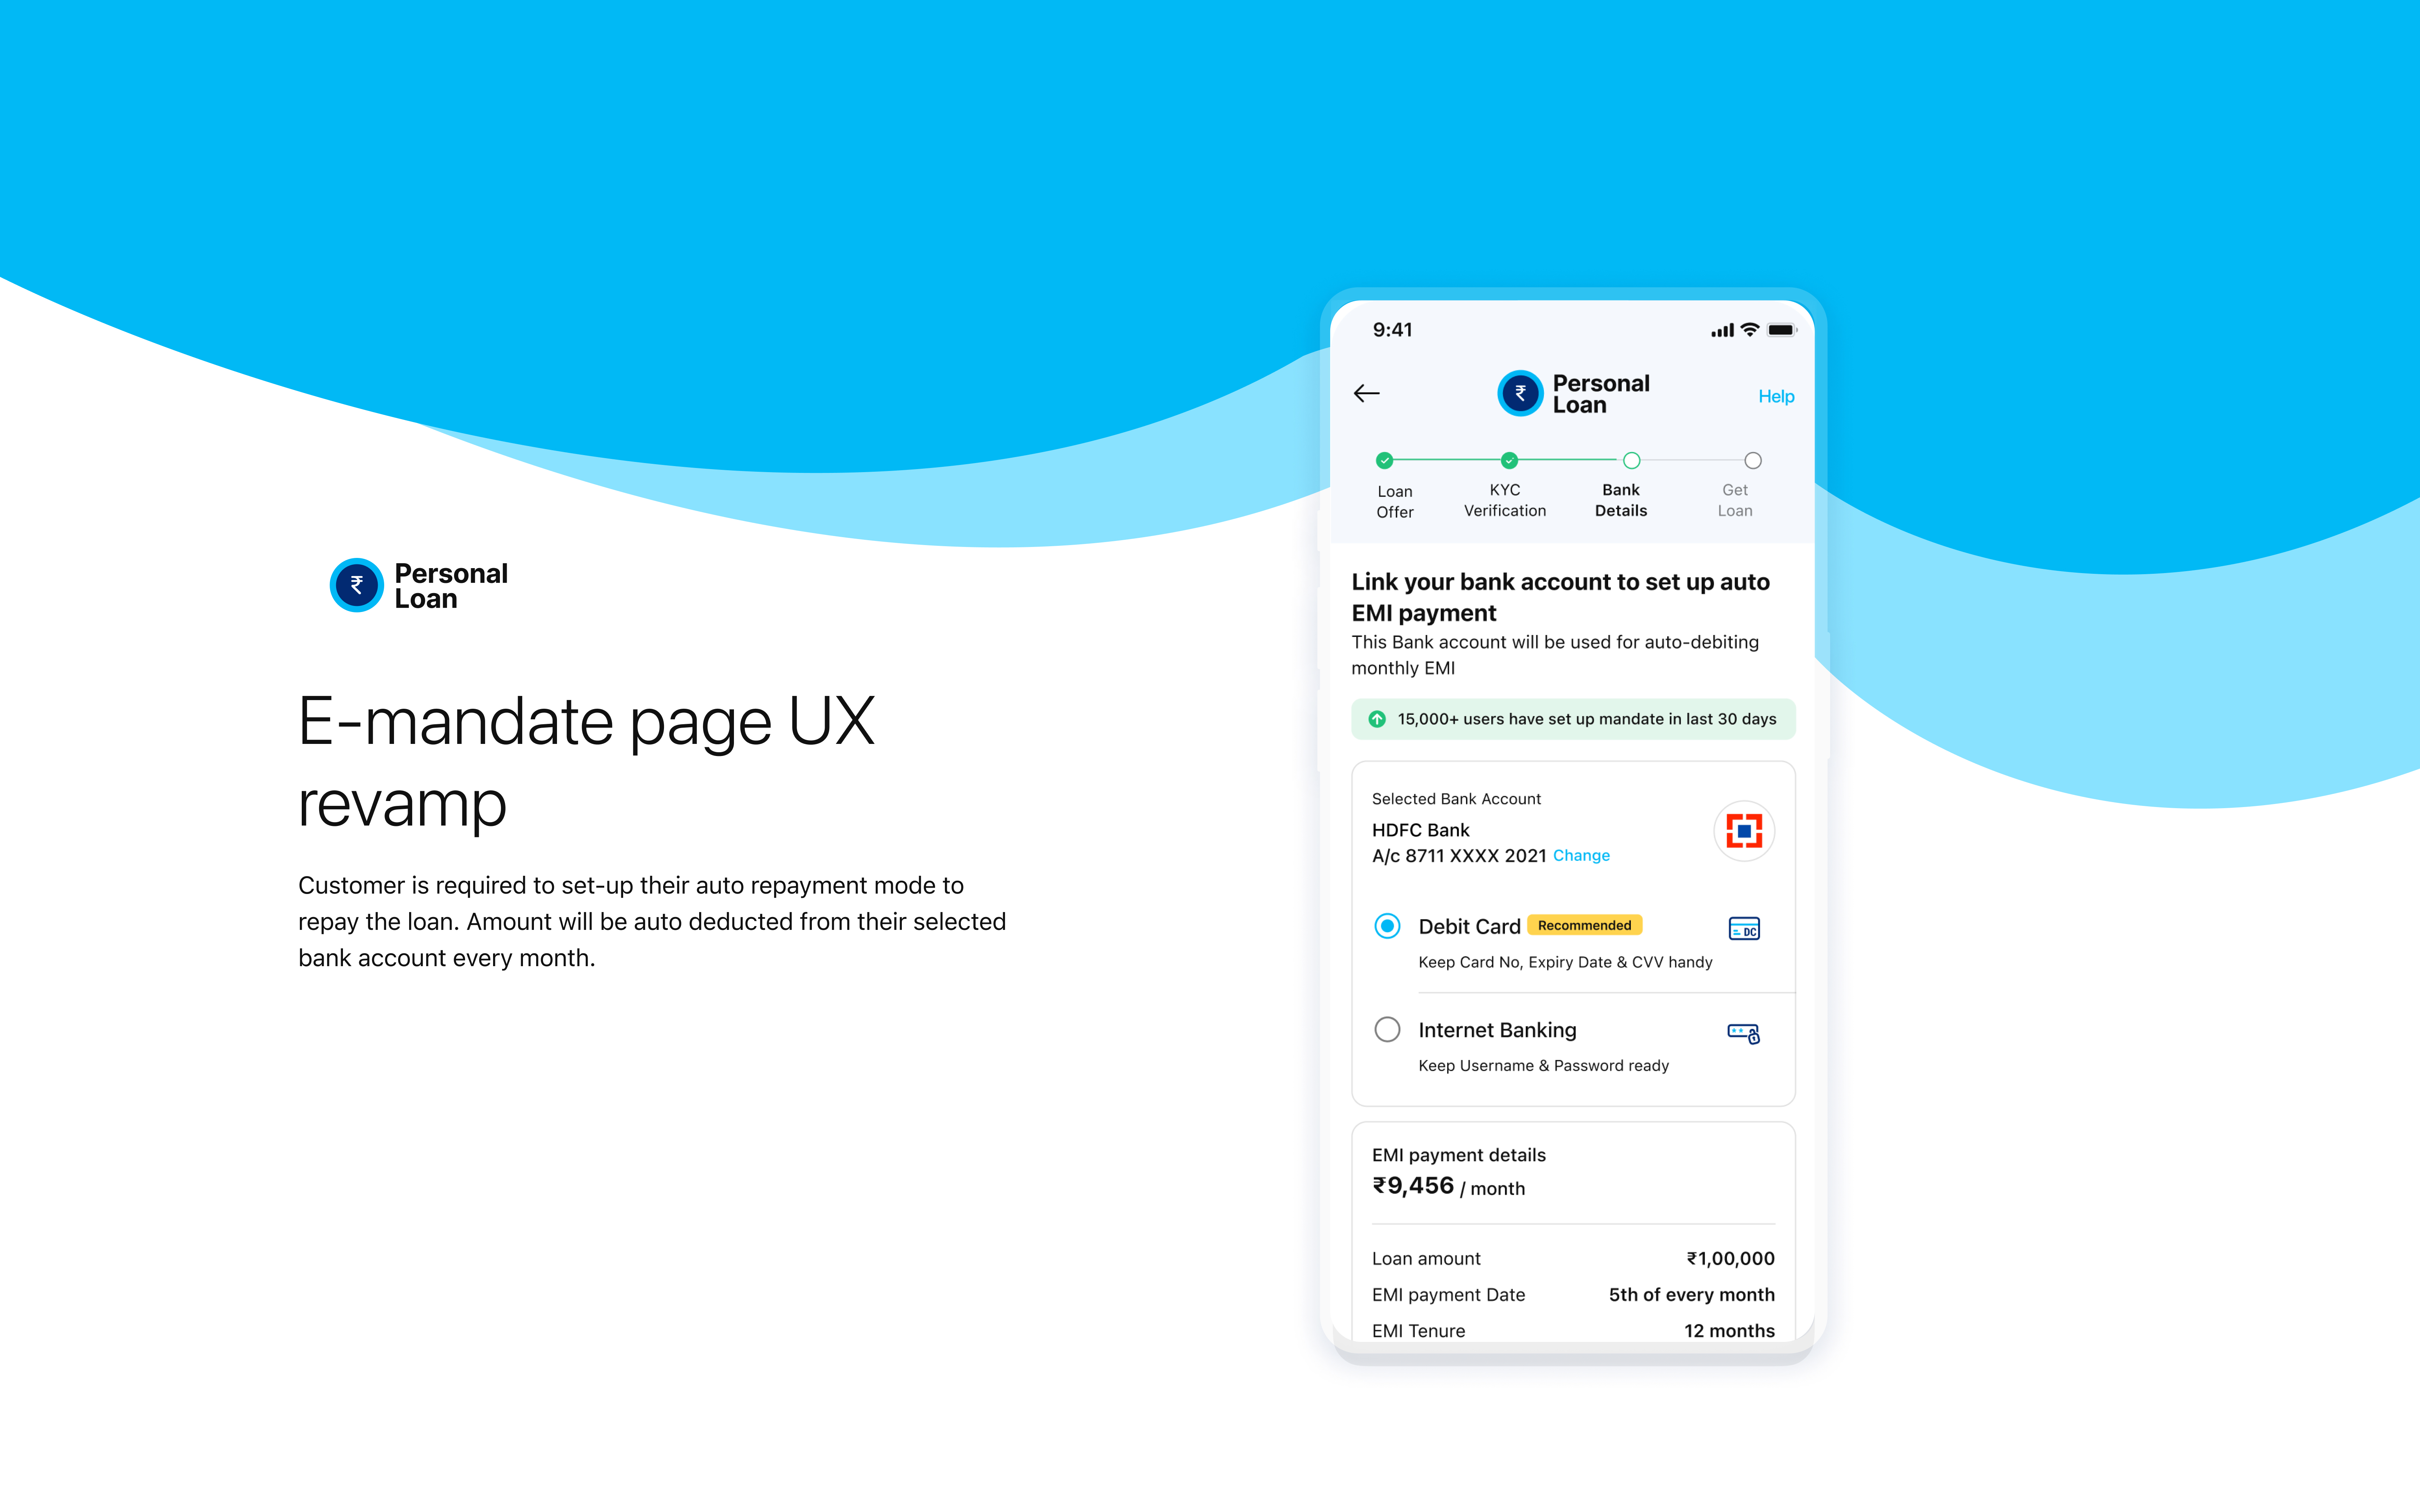 Personal
Loan
E-mandate page UX
revamp
Customer is required to set-up their auto repayment mode to
repay the loan. Amount will be auto deducted from their selected
bank account every month.
9:41
₹
Personal
Loan
Help
Loan
Offer
KYC
Verification
Bank
Details
Get
Loan
Link your bank account to set up auto
EMI payment
This Bank account will be used for auto-debiting
monthly EMI
15,000+ users have set up mandate in last 30 days
Selected Bank Account
HDFC Bank
A/c 8711 XXXX 2021 Change
Debit Card Recommended
DC
Keep Card No, Expiry Date & CVV handy
Internet Banking
Keep Username & Password ready
EMI payment details
₹9,456 / month
Loan amount ₹1,00,000
EMI payment Date 5th of every month
EMI Tenure 12 months